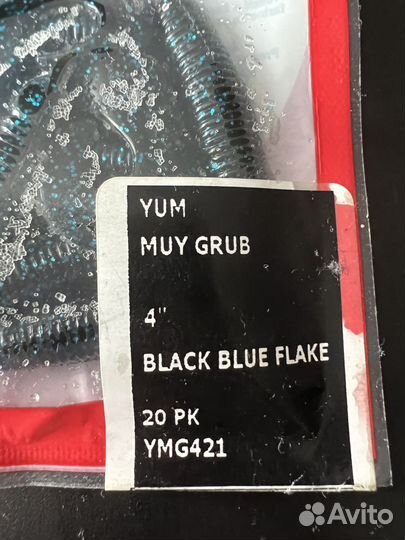 YUM
MUY GRUB
4"
BLACK BLUE FLAKE
20 PK
YMG421
Avito